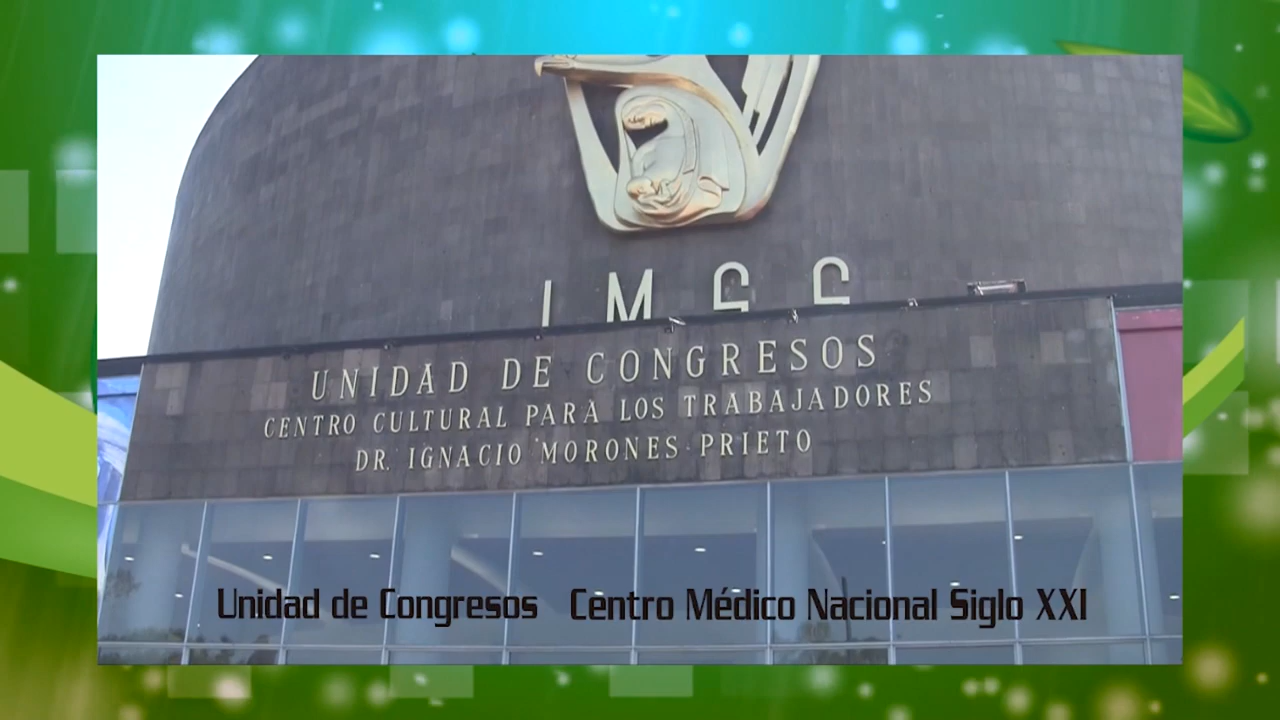 IMSS
UNIDAD DE CONGRESOS
CENTRO CULTURAL PARA LOS TRABAJADORES
DR. IGNACIO MORONES PRIETO
Unidad de Congresos Centro Médico Nacional Siglo XXI